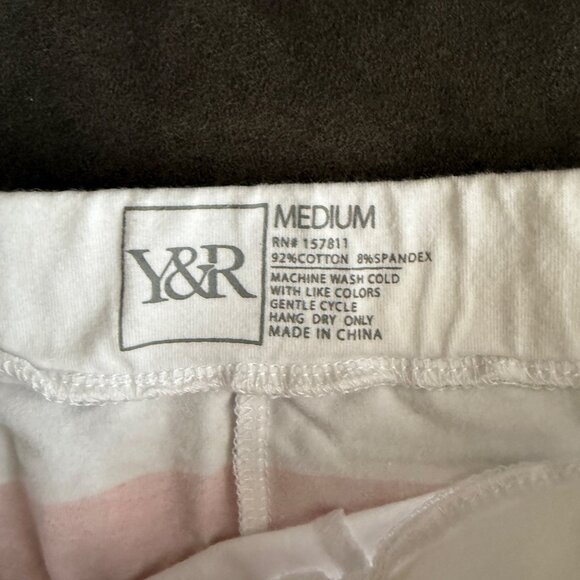 Y&R
MEDIUM
RN# 157811
92%COTTON 8%SPANDEX
MACHINE WASH COLD
WITH LIKE COLORS
GENTLE CYCLE
HANG DRY ONLY
MADE IN CHINA